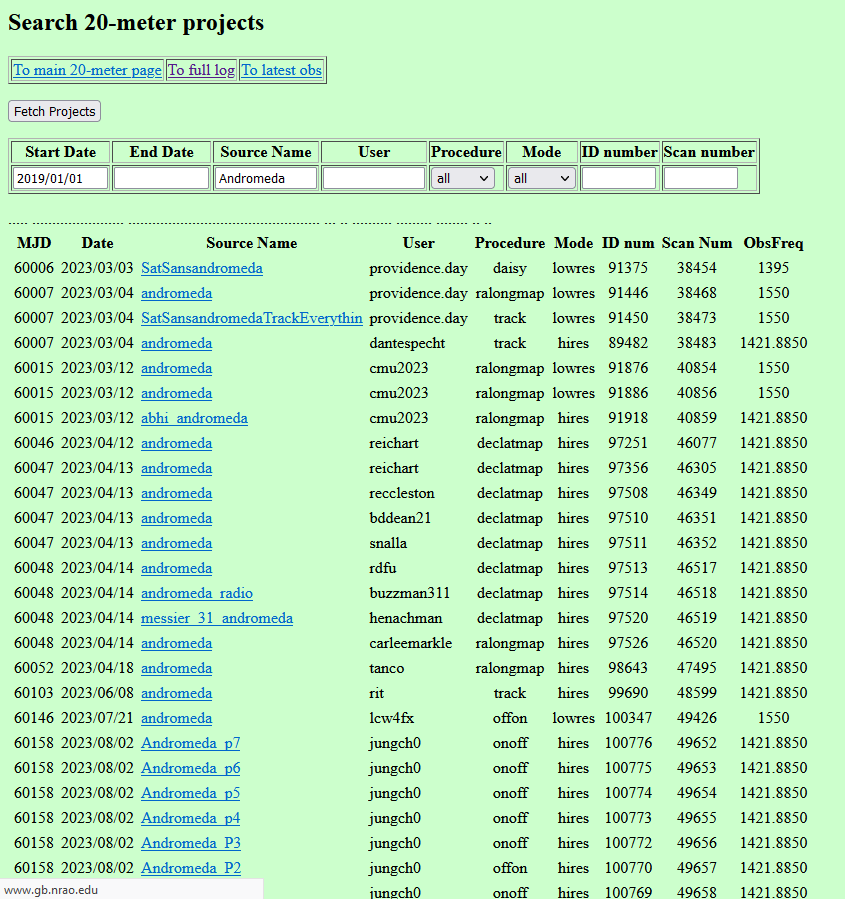 Search 20-meter projects
To main 20-meter page To full log To latest obs
Fetch Projects
Start Date End Date Source Name User Procedure Mode ID number Scan number
2019/01/01 Andromeda all all
MJD Date Source Name User Procedure Mode ID num Scan Num ObsFreq
60006 2023/03/03 SatSansandromeda providence.day daisy lowres 91375 38454 1395
60007 2023/03/04 andromeda providence.day ralongmap lowres 91446 38468 1550
60007 2023/03/04 SatSansandromedaTrackEverythin providence.day track lowres 91450 38473 1550
60007 2023/03/04 andromeda dantespecht track hires 89482 38483 1421.8850
60015 2023/03/12 andromeda cmu2023 ralongmap lowres 91876 40854 1550
60015 2023/03/12 andromeda cmu2023 ralongmap lowres 91886 40856 1550
60015 2023/03/12 abhi_andromeda cmu2023 ralongmap hires 91918 40859 1421.8850
60046 2023/04/12 andromeda reichart declatmap hires 97251 46077 1421.8850
60047 2023/04/13 andromeda reichart declatmap hires 97356 46305 1421.8850
60047 2023/04/13 andromeda reccleston declatmap hires 97508 46349 1421.8850
60047 2023/04/13 andromeda bddean21 declatmap hires 97510 46351 1421.8850
60047 2023/04/13 andromeda snalla declatmap hires 97511 46352 1421.8850
60048 2023/04/14 andromeda rdfu declatmap hires 97513 46517 1421.8850
60048 2023/04/14 andromeda_radio buzzman311 declatmap hires 97514 46518 1421.8850
60048 2023/04/14 messier_31_andromeda henachman declatmap hires 97520 46519 1421.8850
60048 2023/04/14 andromeda carleemarkle ralongmap hires 97526 46520 1421.8850
60052 2023/04/18 andromeda tanco ralongmap hires 98643 47495 1421.8850
60103 2023/06/08 andromeda rit track hires 99690 48599 1421.8850
60146 2023/07/21 andromeda lcw4fx offon lowres 100347 49426 1550
60158 2023/08/02 Andromeda_p7 jungch0 onoff hires 100776 49652 1421.8850
60158 2023/08/02 Andromeda_p6 jungch0 onoff hires 100775 49653 1421.8850
60158 2023/08/02 Andromeda_p5 jungch0 onoff hires 100774 49654 1421.8850
60158 2023/08/02 Andromeda_p4 jungch0 onoff hires 100773 49655 1421.8850
60158 2023/08/02 Andromeda_P3 jungch0 onoff hires 100772 49656 1421.8850
60158 2023/08/02 Andromeda_P2 jungch0 offon hires 100770 49657 1421.8850
www.gb.nrao.edu jungch0 onoff hires 100769 49658 1421.8850